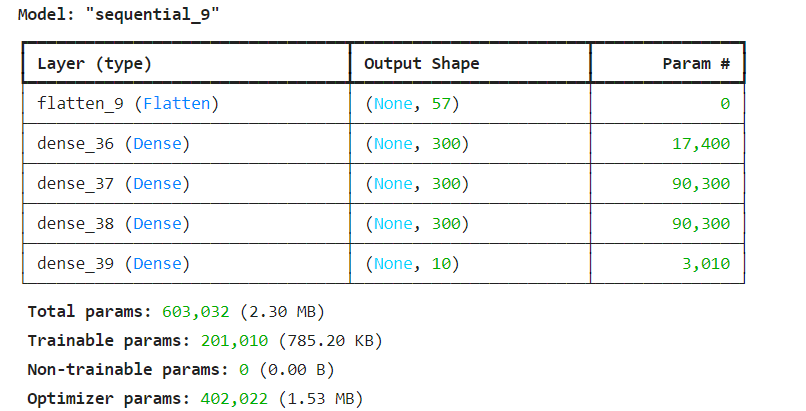 Model: "sequential_9"
Layer (type) Output Shape Param #
flatten_9 (Flatten) (None, 57) 0
dense_36 (Dense) (None, 300) 17,400
dense_37 (Dense) (None, 300) 90,300
dense_38 (Dense) (None, 300) 90,300
dense_39 (Dense) (None, 10) 3,010
Total params: 603,032 (2.30 MB)
Trainable params: 201,010 (785.20 KB)
Non-trainable params: 0 (0.00 B)
Optimizer params: 402,022 (1.53 MB)